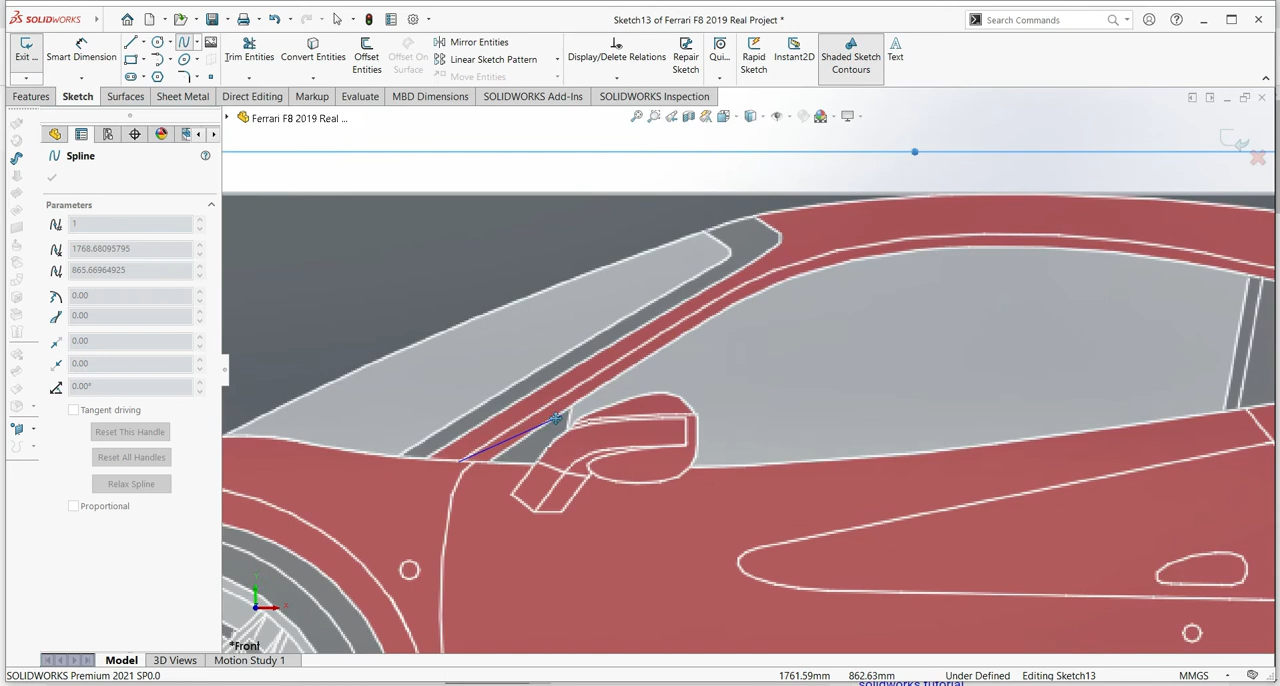 SOLIDWORKS
Sketch13 of Ferrari F8 2019 Real Project *
Search Commands
Exit ...
Smart Dimension
Trim Entities
Convert Entities
Offset Entities
Offset On Surface
Mirror Entities
Linear Sketch Pattern
Move Entities
Display/Delete Relations
Repair Sketch
Qui...
Rapid Sketch
Instant2D
Shaded Sketch Contours
Text
Features
Sketch
Surfaces
Sheet Metal
Direct Editing
Markup
Evaluate
MBD Dimensions
SOLIDWORKS Add-Ins
SOLIDWORKS Inspection
Ferrari F8 2019 Real ...
Spline
Parameters
1
1768.68095795
865.66964925
0.00
0.00
0.00
0.00
0.00°
Tangent driving
Reset This Handle
Reset All Handles
Relax Spline
Proportional
Y
X
*Front
Model
3D Views
Motion Study 1
SOLIDWORKS Premium 2021 SP0.0
1761.59mm
862.63mm
Under Defined
Editing Sketch13
MMGS
solidworks tutorial